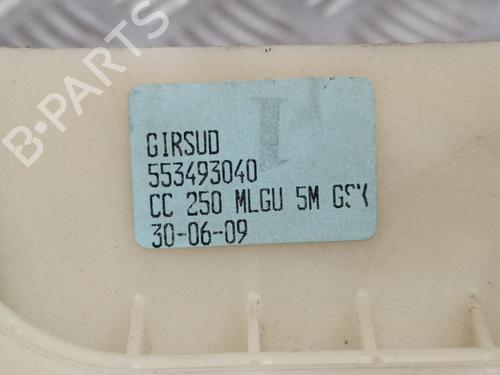 GIRSUD
553493040
CC 250 MLGU 5M
30-06-09
B-PARTS